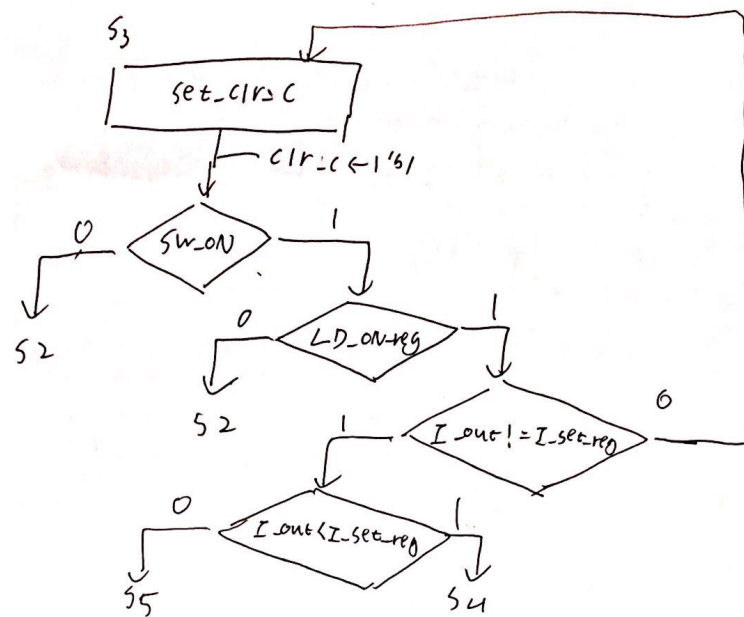 S3
set_clr_c
clr_c ← 1'b1
0
SW_ON
1
S2
0
LD_ON_reg
1
S2
1
I_out != I_set_reg
0
0
I_out < I_set_reg
1
S5
S4